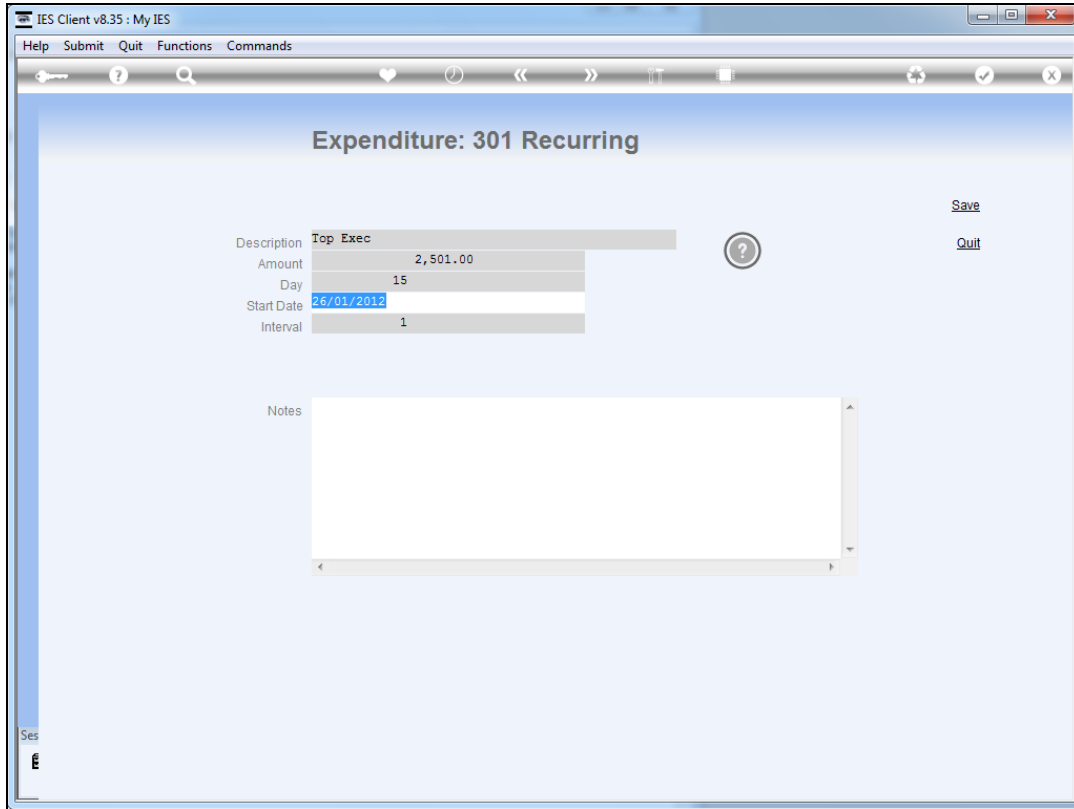 IES Client v8.35 : My IES
Help Submit Quit Functions Commands
Expenditure: 301 Recurring
Save
Description Top Exec
Quit
Amount 2,501.00
Day 15
Start Date 26/01/2012
Interval 1
Notes
Ses